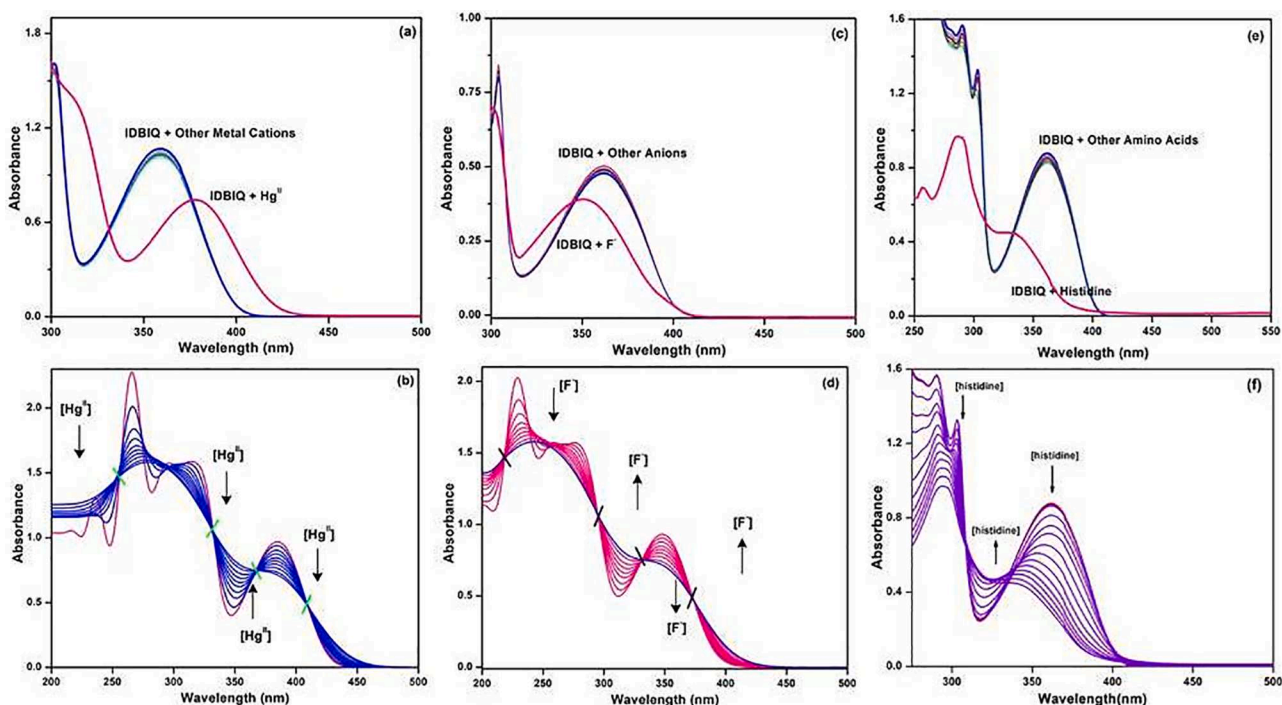 (a)
1.8
1.2
0.6
0.0
Absorbance
IDBIQ + Other Metal Cations
IDBIQ + Hg^II
300 350 400 450 500
Wavelength (nm)
(c)
1.00
0.75
0.50
0.25
0.00
Absorbance
IDBIQ + Other Anions
IDBIQ + F^-
300 350 400 450 500
Wavelength (nm)
(e)
1.6
1.2
0.8
0.4
0.0
Absorbance
IDBIQ + Other Amino Acids
IDBIQ + Histidine
250 300 350 400 450 500 550
Wavelength (nm)
(b)
2.0
1.5
1.0
0.5
0.0
Absorbance
[Hg^II]
[Hg^II]
[Hg^II]
[Hg^II]
200 250 300 350 400 450 500
Wavelength (nm)
(d)
2.0
1.5
1.0
0.5
0.0
Absorbance
[F^-]
[F^-]
[F^-]
[F^-]
200 250 300 350 400 450 500
Wavelength (nm)
(f)
1.6
1.2
0.8
0.4
0.0
Absorbance
[histidine]
[histidine]
[histidine]
300 350 400 450 500
Wavelength(nm)